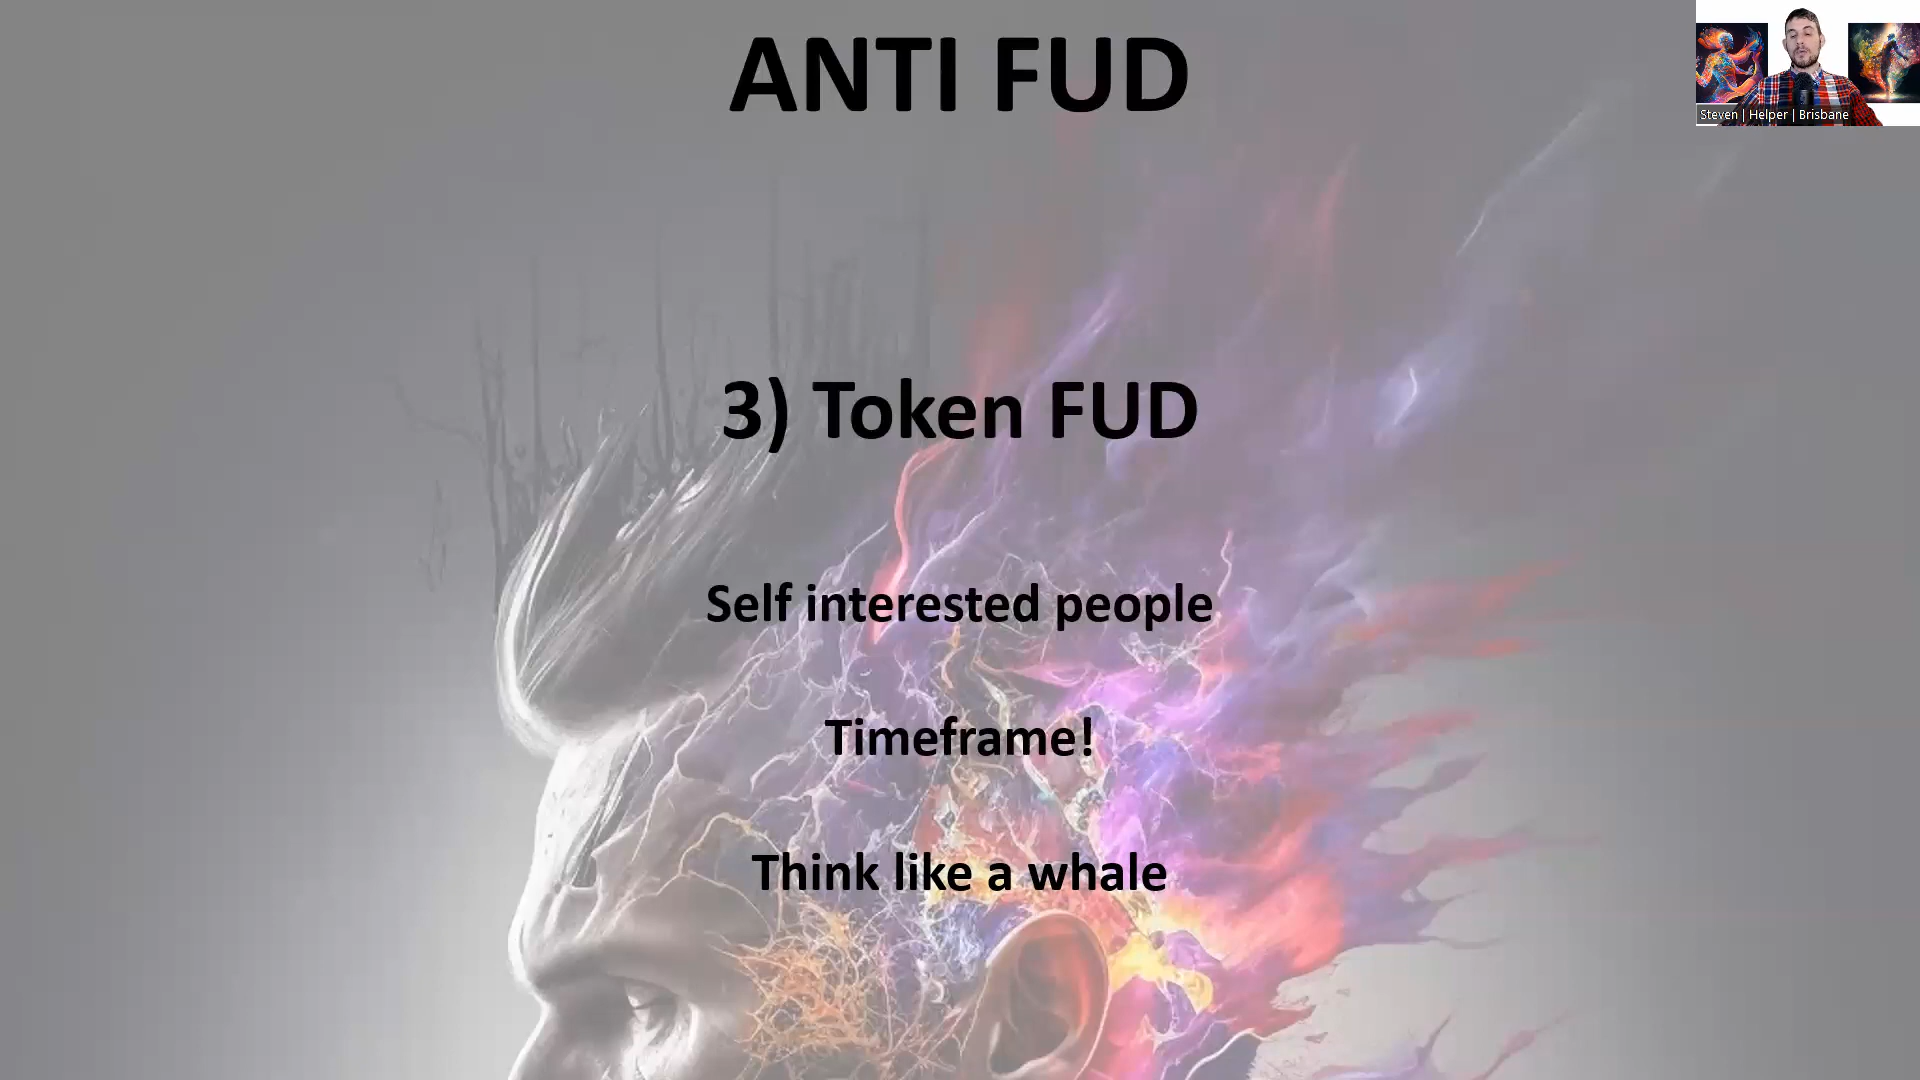 ANTI FUD
Steven | Helper | Brisbane
3) Token FUD
Self interested people
Timeframe!
Think like a whale